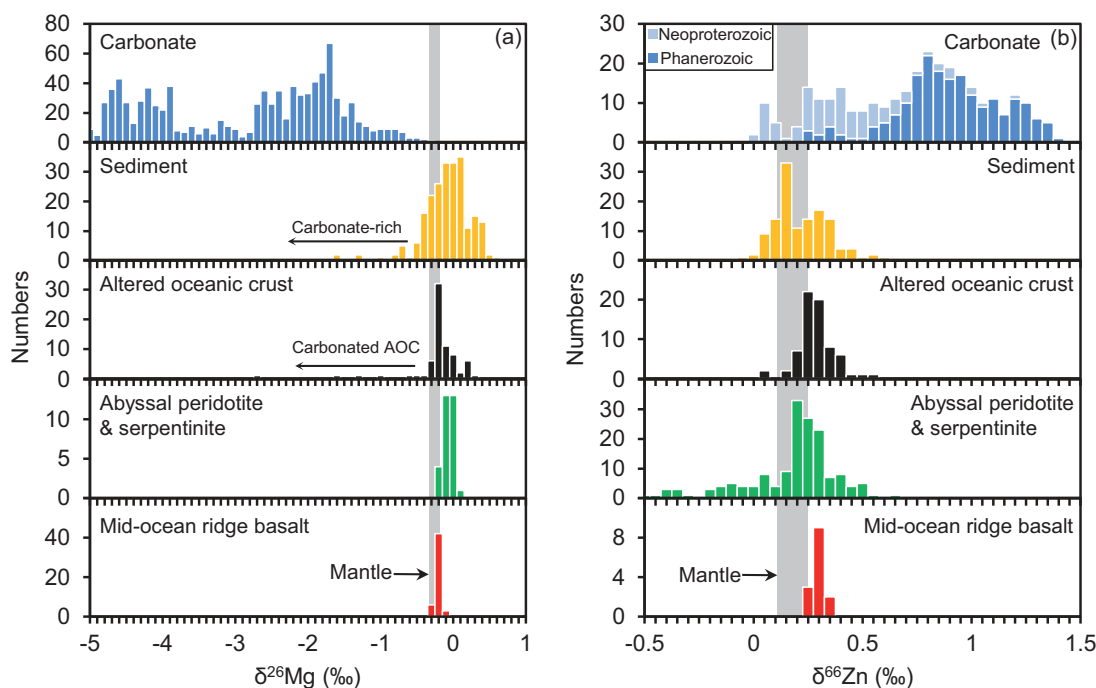 Numbers
80
60
40
20
0
Carbonate
(a)
30
20
10
0
Sediment
Carbonate-rich
30
20
10
0
Altered oceanic crust
Carbonated AOC
10
5
0
Abyssal peridotite
& serpentinite
40
20
0
Mid-ocean ridge basalt
Mantle
-5
-4
-3
-2
-1
0
1
δ26Mg (‰)
Numbers
30
20
10
0
Neoproterozoic
Phanerozoic
Carbonate
(b)
30
20
10
0
Sediment
20
10
0
Altered oceanic crust
30
20
10
0
Abyssal peridotite
& serpentinite
8
4
0
Mid-ocean ridge basalt
Mantle
-0.5
0
0.5
1
1.5
δ66Zn (‰)